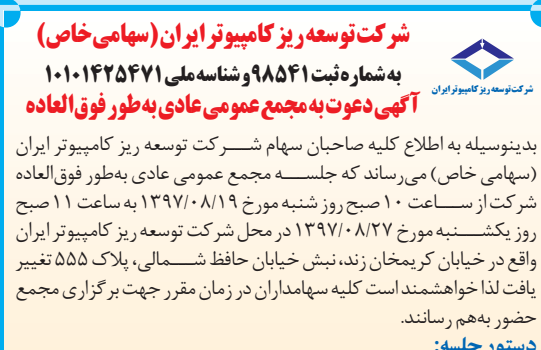 شرکت توسعه ریز کامپیوتر ایران (سهامی خاص)
به شماره ثبت ۹۸۵۴۱ و شناسه ملی ۱۰۱۰۱۴۲۵۴۷۱
شرکت توسعه ریز کامپیوتر ایران
آگهی دعوت به مجمع عمومی عادی به طور فوق العاده
بدینوسیله به اطلاع کلیه صاحبان سهام شرکت توسعه ریز کامپیوتر ایران
(سهامی خاص) می‌رساند که جلسه مجمع عمومی عادی به‌طور فوق‌العاده
شرکت از ساعت ۱۰ صبح روز شنبه مورخ ۱۳۹۷/۰۸/۱۹ به ساعت ۱۱ صبح
روز یکشنبه مورخ ۱۳۹۷/۰۸/۲۷ در محل شرکت توسعه ریز کامپیوتر ایران
واقع در خیابان کریمخان زند، نبش خیابان حافظ شمالی، پلاک ۵۵۵ تغییر
یافت لذا خواهشمند است کلیه سهامداران در زمان مقرر جهت برگزاری مجمع
حضور به‌هم رسانند.
دستور جلسه: